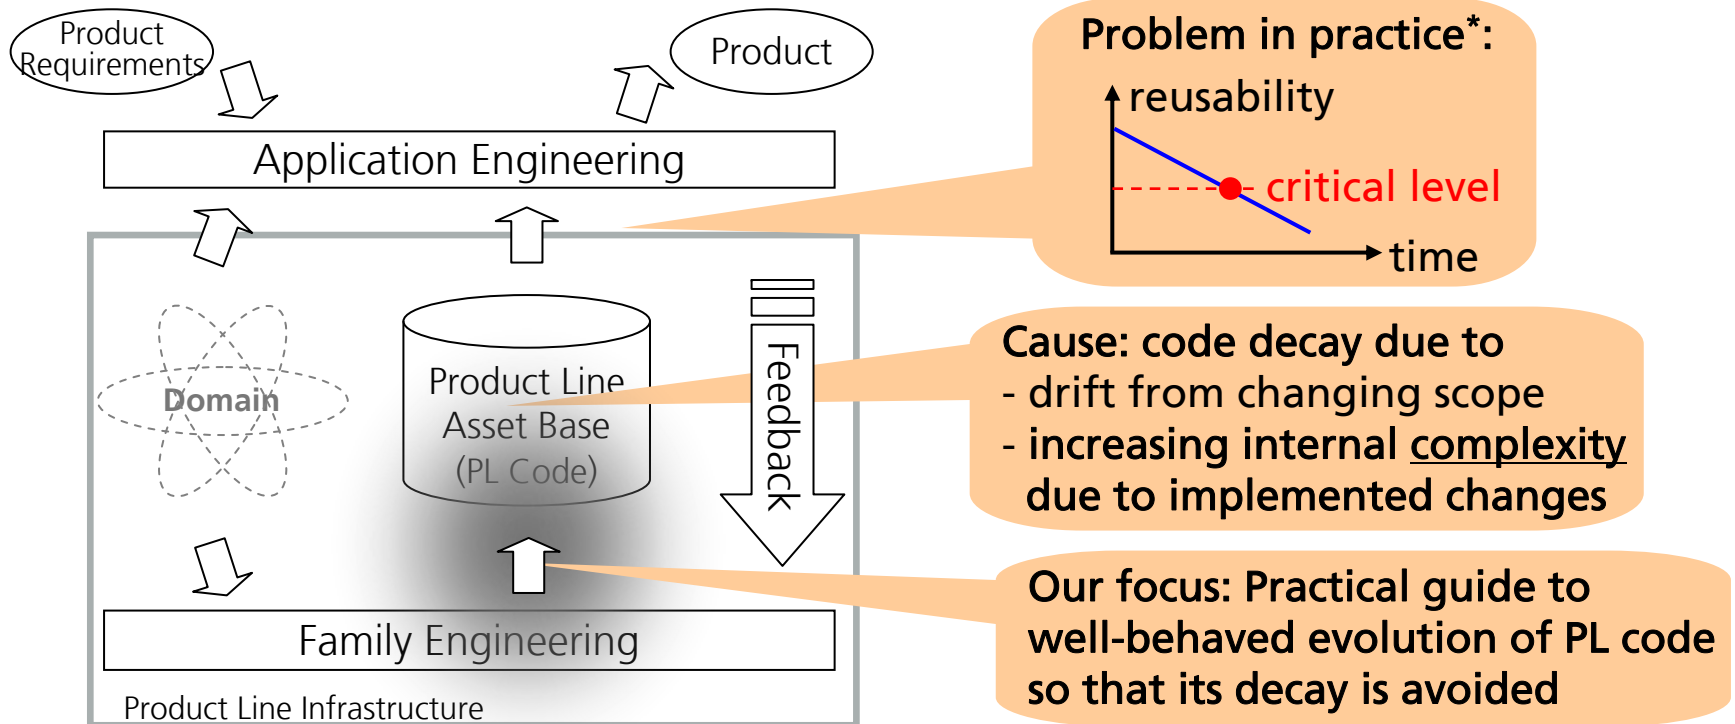 Product
Requirements
Product
Application Engineering
Domain
Product Line
Asset Base
(PL Code)
Feedback
Family Engineering
Product Line Infrastructure
Problem in practice*:
reusability
critical level
time
Cause: code decay due to
- drift from changing scope
- increasing internal complexity
due to implemented changes
Our focus: Practical guide to
well-behaved evolution of PL code
so that its decay is avoided